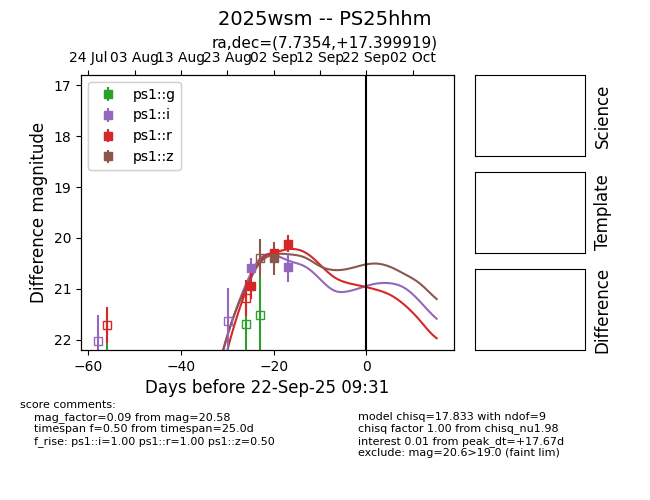 2025wsm -- PS25hhm
ra,dec=(7.7354,+17.399919)
24 Jul 03 Aug 13 Aug 23 Aug 02 Sep 12 Sep 22 Sep 02 Oct
ps1::g
ps1::i
ps1::r
ps1::z
17
18
19
20
21
22
Difference magnitude
−60 −40 −20 0
Days before 22-Sep-25 09:31
Science
Template
Difference
score comments:
mag_factor=0.09 from mag=20.58
timespan f=0.50 from timespan=25.0d
f_rise: ps1::i=1.00 ps1::r=1.00 ps1::z=0.50
model chisq=17.833 with ndof=9
chisq factor 1.00 from chisq_nu1.98
interest 0.01 from peak_dt=+17.67d
exclude: mag=20.6>19.0 (faint lim)